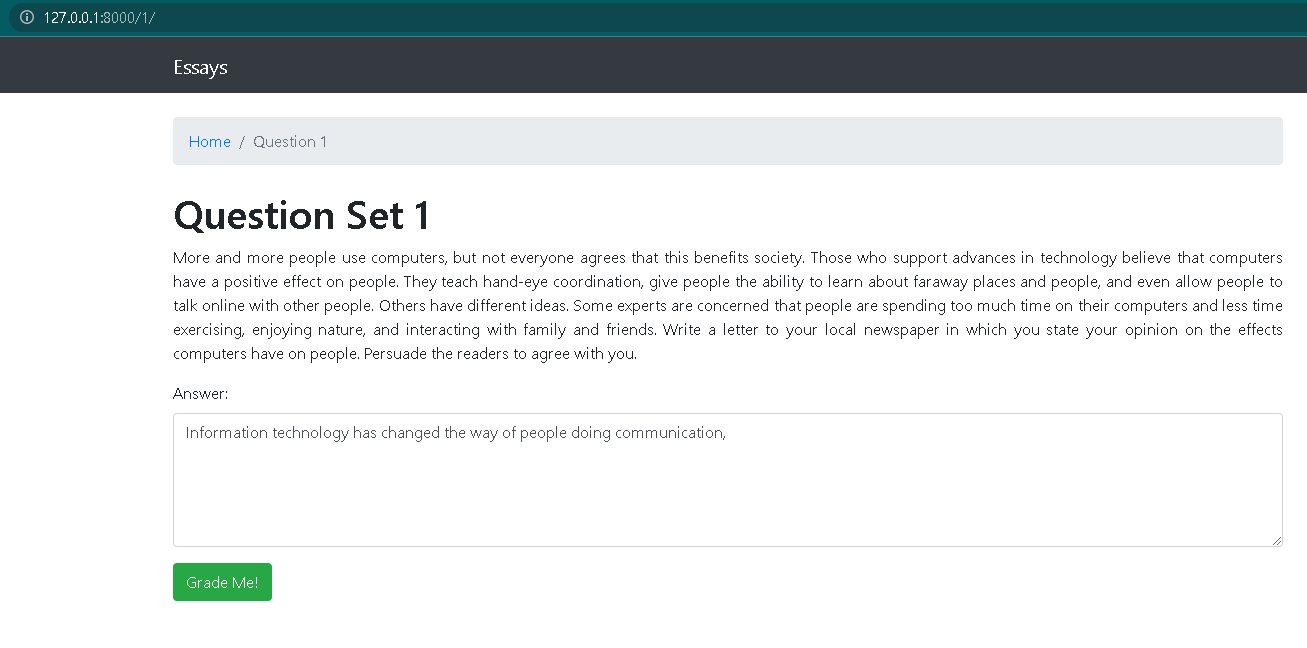 127.0.0.1:8000/1/
Essays
Home / Question 1
Question Set 1
More and more people use computers, but not everyone agrees that this benefits society. Those who support advances in technology believe that computers
have a positive effect on people. They teach hand-eye coordination, give people the ability to learn about faraway places and people, and even allow people to
talk online with other people. Others have different ideas. Some experts are concerned that people are spending too much time on their computers and less time
exercising, enjoying nature, and interacting with family and friends. Write a letter to your local newspaper in which you state your opinion on the effects
computers have on people. Persuade the readers to agree with you.
Answer:
Information technology has changed the way of people doing communication,
Grade Me!